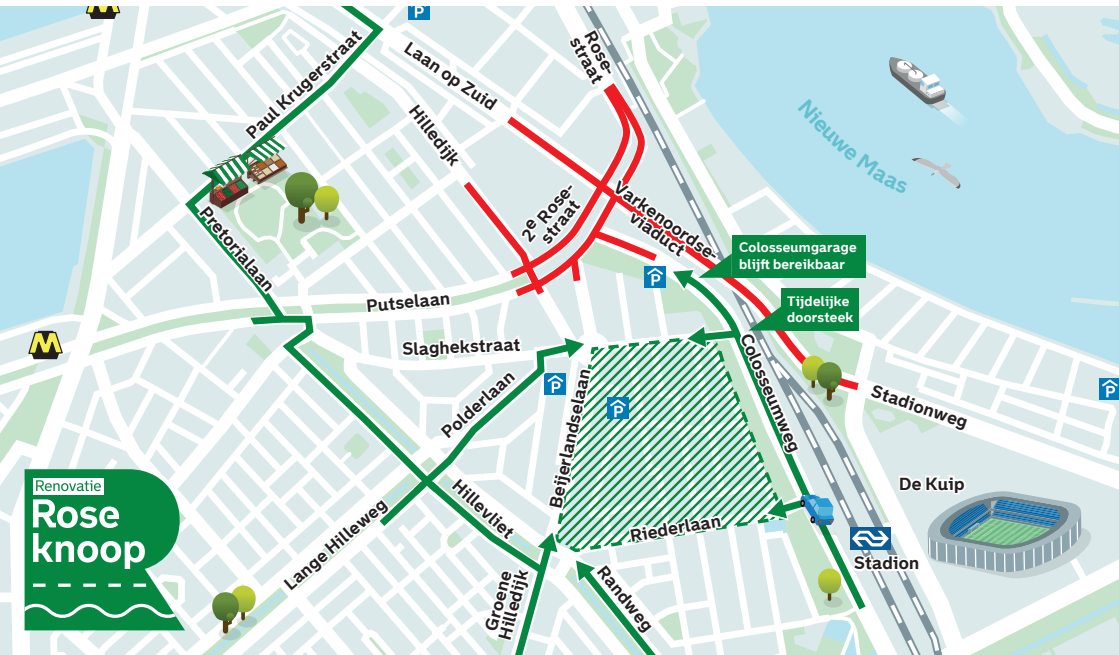 M
P
Paul Krugerstraat
Laan op Zuid
Rose-
straat
Hilledijk
Nieuwe Maas
2e Rose-
straat
Varkenoordse-
viaduct
Pretorialaan
Colosseumgarage
blijft bereikbaar
P
Putselaan
Tijdelijke
doorsteek
M
Slaghekstraat
P
P
P
Polderlaan
Beijerlandselaan
Colosseumweg
Stadionweg
Renovatie
Rose
knoop
Lange Hilleweg
Hillevliet
Riederlaan
De Kuip
Stadion
Groene
Hilledijk
Randweg